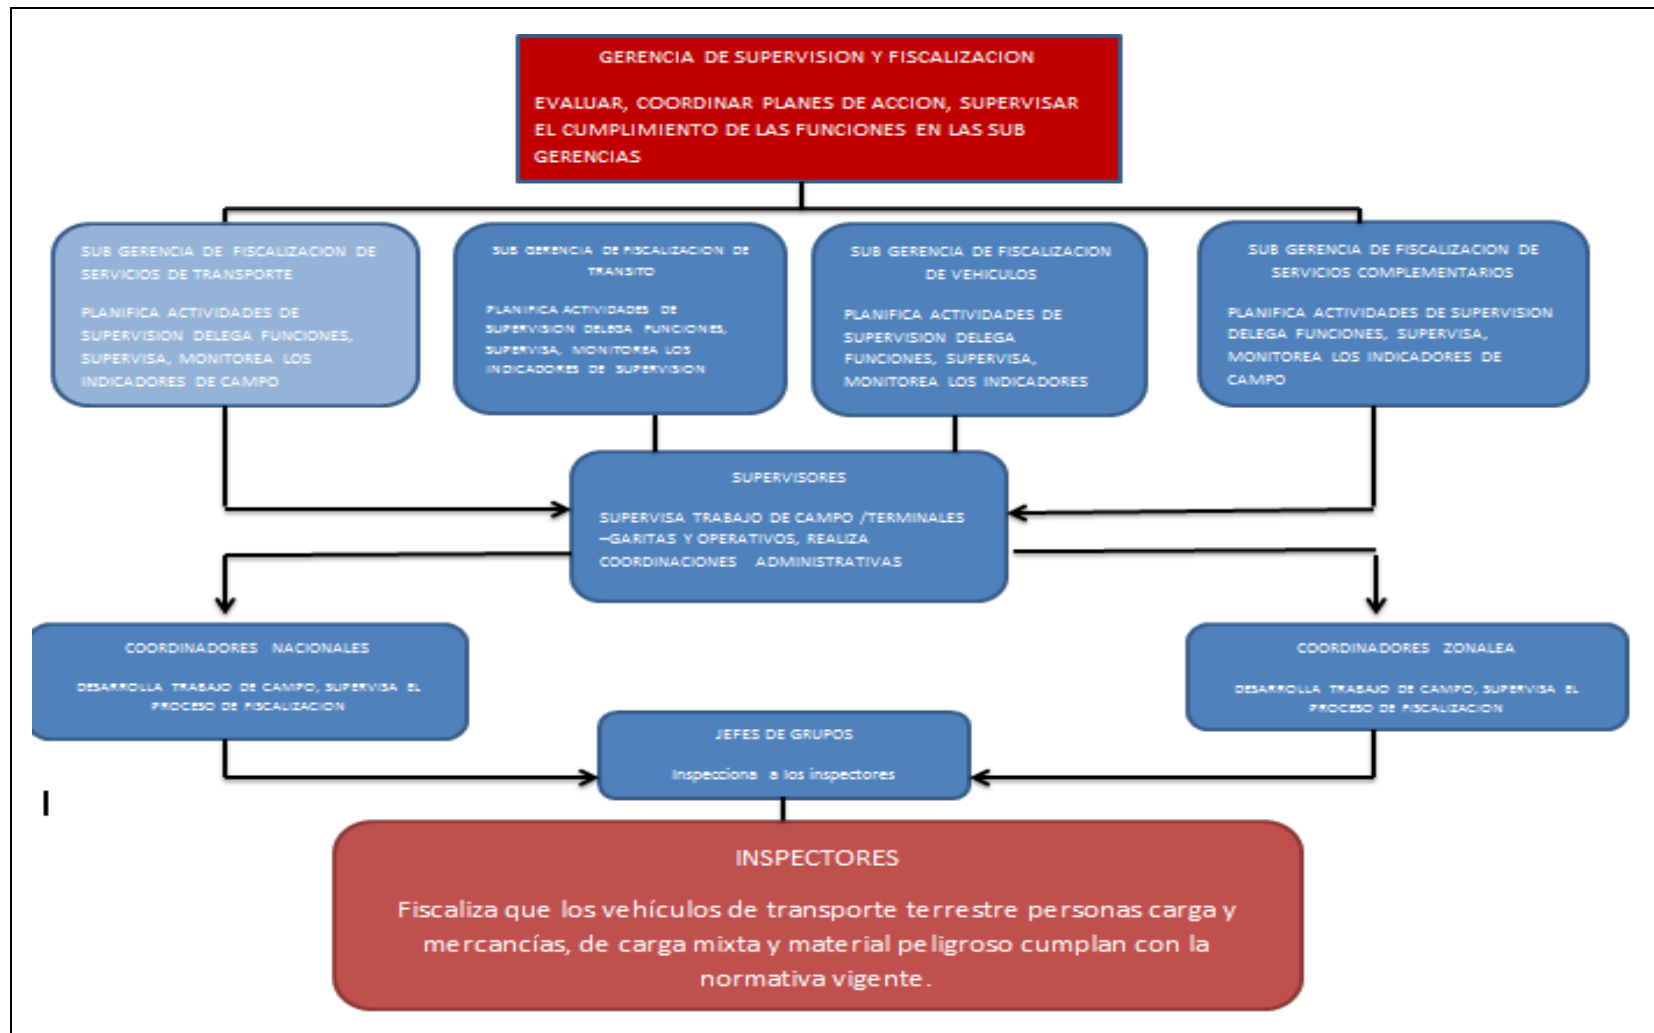 GERENCIA DE SUPERVISION Y FISCALIZACION
EVALUAR, COORDINAR PLANES DE ACCION, SUPERVISAR
EL CUMPLIMIENTO DE LAS FUNCIONES EN LAS SUB
GERENCIAS
SUB GERENCIA DE FISCALIZACION DE
SERVICIOS DE TRANSPORTE
PLANIFICA ACTIVIDADES DE
SUPERVISION DELEGA FUNCIONES,
SUPERVISA, MONITOREA LOS
INDICADORES DE CAMPO
SUB GERENCIA DE FISCALIZACION DE
TRANSITO
PLANIFICA ACTIVIDADES DE
SUPERVISION DELEGA FUNCIONES,
SUPERVISA, MONITOREA LOS
INDICADORES DE SUPERVISION
SUB GERENCIA DE FISCALIZACION
DE VEHICULOS
PLANIFICA ACTIVIDADES DE
SUPERVISION DELEGA
FUNCIONES, SUPERVISA,
MONITOREA LOS INDICADORES
SUB GERENCIA DE FISCALIZACION DE
SERVICIOS COMPLEMENTARIOS
PLANIFICA ACTIVIDADES DE SUPERVISION
DELEGA FUNCIONES, SUPERVISA,
MONITOREA LOS INDICADORES DE
CAMPO
SUPERVISORES
SUPERVISA TRABAJO DE CAMPO /TERMINALES
–GARITAS Y OPERATIVOS, REALIZA
COORDINACIONES ADMINISTRATIVAS
COORDINADORES NACIONALES
DESARROLLA TRABAJO DE CAMPO, SUPERVISA EL
PROCESO DE FISCALIZACION
COORDINADORES ZONALEA
DESARROLLA TRABAJO DE CAMPO, SUPERVISA EL
PROCESO DE FISCALIZACION
JEFES DE GRUPOS
Inspecciona a los inspectores
INSPECTORES
Fiscaliza que los vehículos de transporte terrestre personas carga y
mercancías, de carga mixta y material peligroso cumplan con la
normativa vigente.